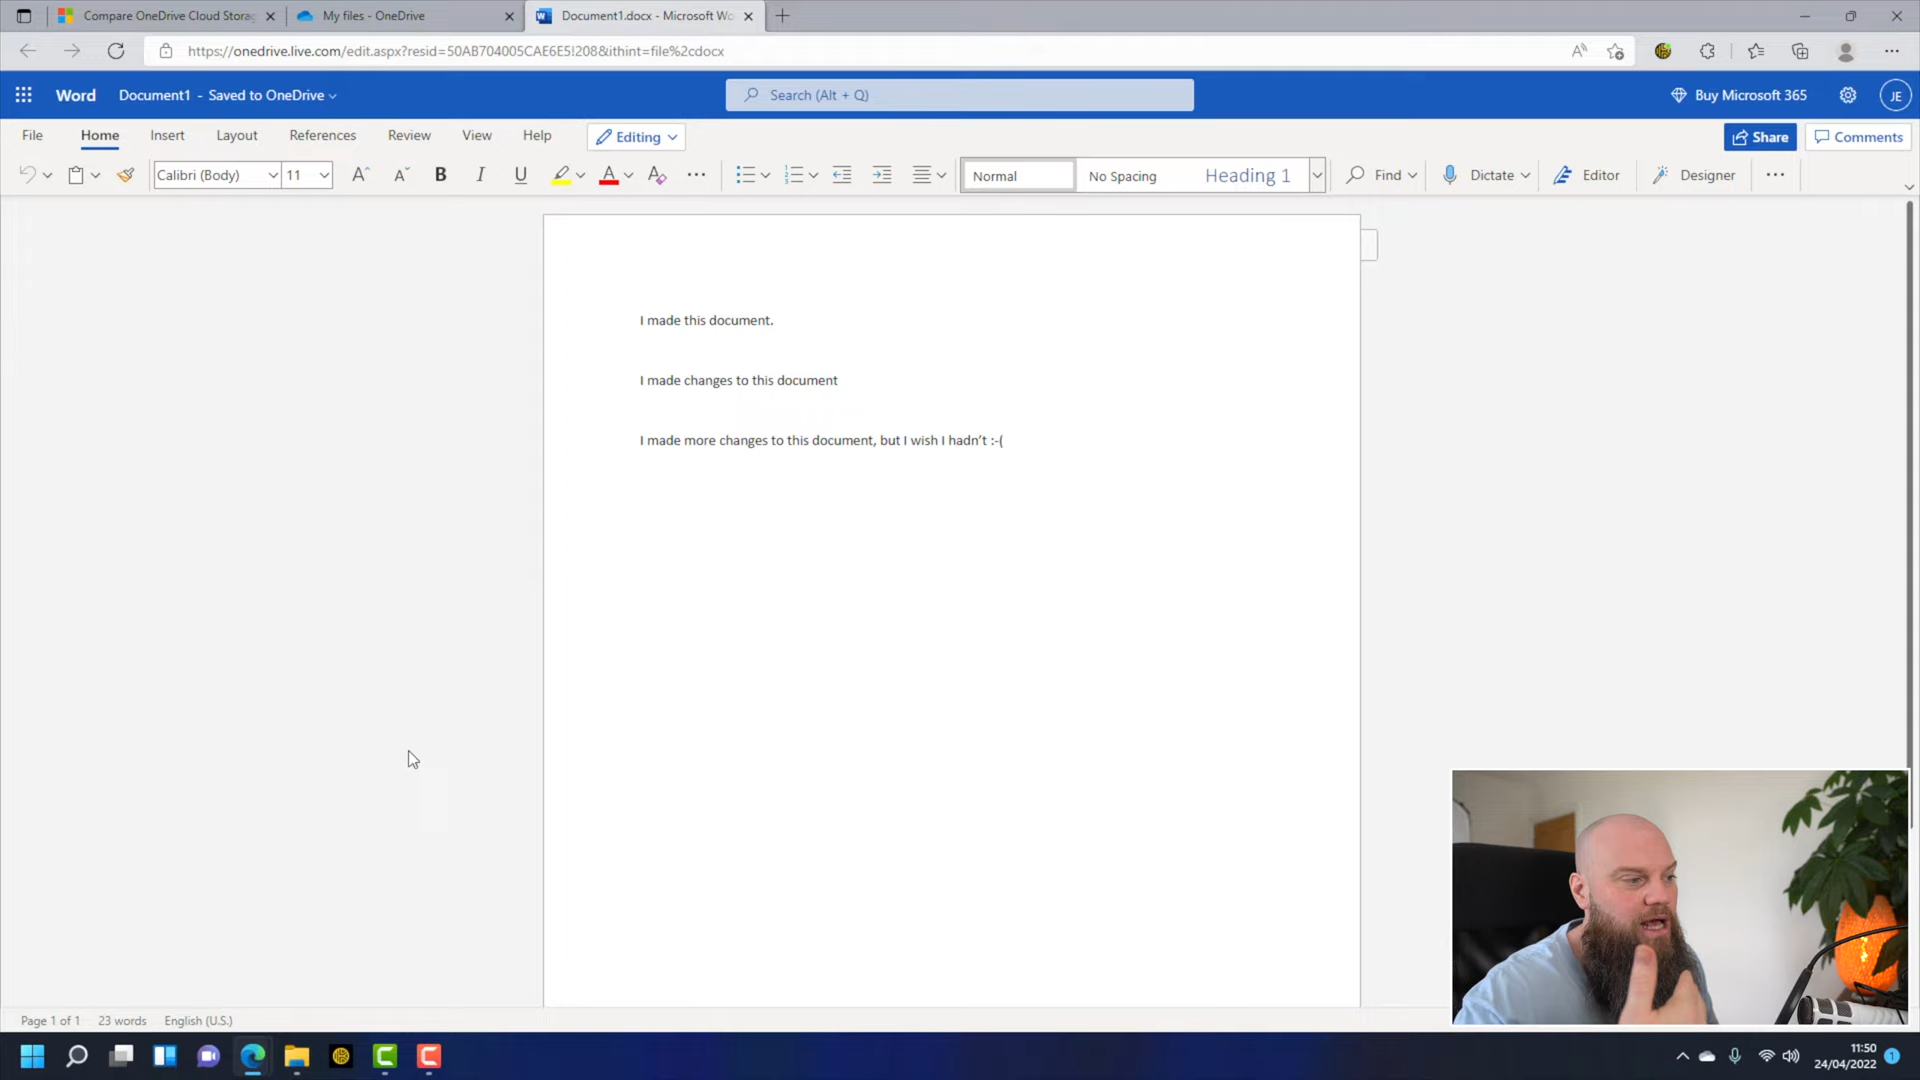 Compare OneDrive Cloud Storag
My files - OneDrive
Document1.docx - Microsoft Wo
https://onedrive.live.com/edit.aspx?resid=50AB704005CAE6E5!208&ithint=file%2cdocx
Word
Document1 - Saved to OneDrive
Search (Alt + Q)
Buy Microsoft 365
JE
File Home Insert Layout References Review View Help Editing
Share
Comments
Calibri (Body)
11
B I U
A
Normal
No Spacing
Heading 1
Find
Dictate
Editor
Designer
I made this document.
I made changes to this document
I made more changes to this document, but I wish I hadn't :-(
Page 1 of 1 23 words English (U.S.)
11:50
24/04/2022
1